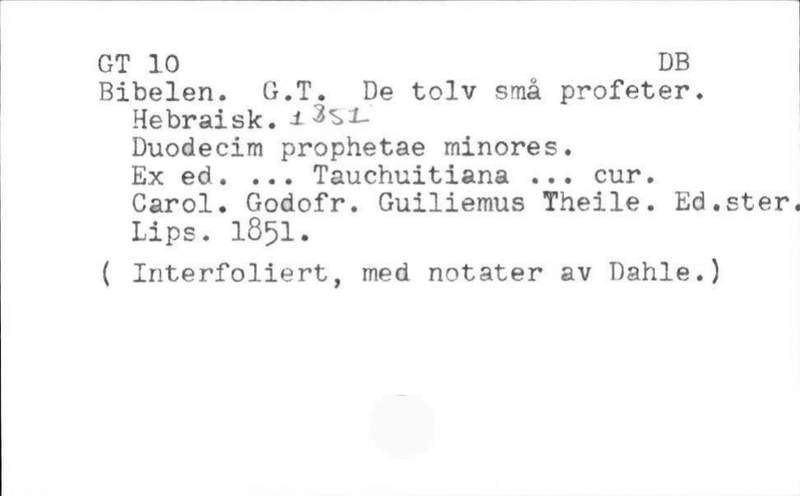 GT 10 DB
Bibelen. G.T. De tolv små profeter.
Hebraisk. 1851
Duodecim prophetae minores.
Ex ed. ... Tauchuitiana ... cur.
Carol. Godofr. Guiliemus Theile. Ed.ster.
Lips. 1851.
( Interfoliert, med notater av Dahle.)